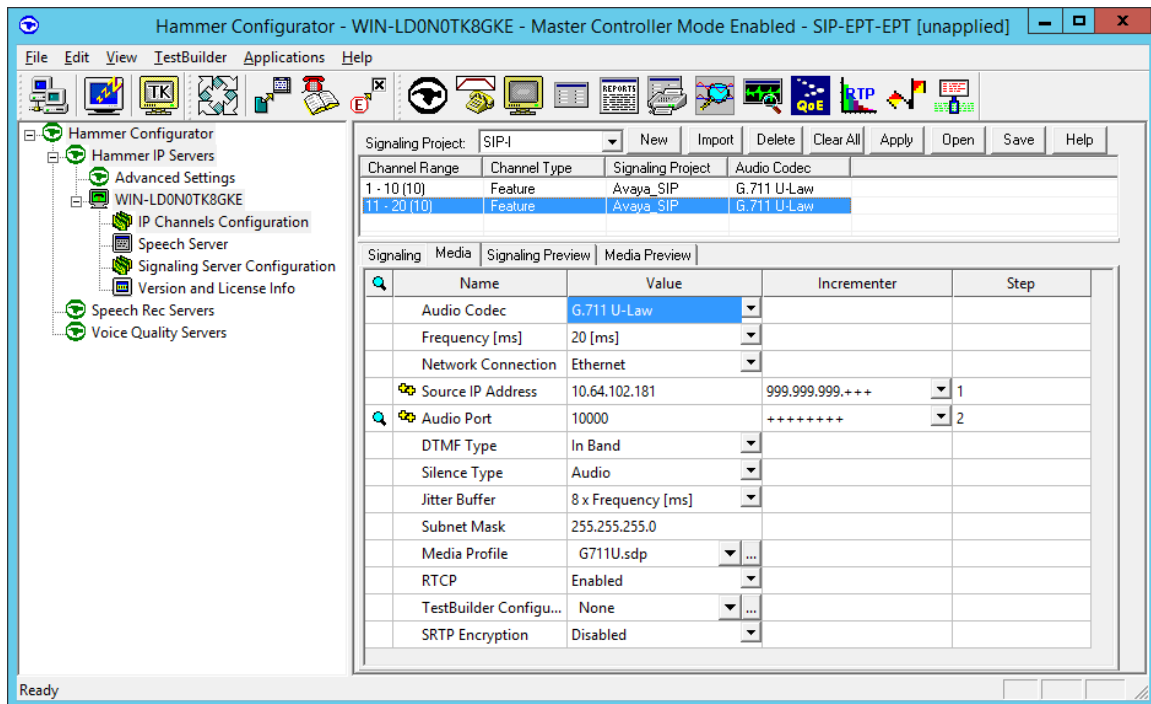 Hammer Configurator - WIN-LD0N0TK8GKE - Master Controller Mode Enabled - SIP-EPT-EPT [unapplied]
File Edit View TestBuilder Applications Help
TK REPORTS QoE RTP
Hammer Configurator
Hammer IP Servers
Advanced Settings
WIN-LD0N0TK8GKE
IP Channels Configuration
Speech Server
Signaling Server Configuration
Version and License Info
Speech Rec Servers
Voice Quality Servers
Signaling Project: SIP-I New Import Delete Clear All Apply Open Save Help
Channel Range Channel Type Signaling Project Audio Codec
1 - 10 (10) Feature Avaya_SIP G.711 U-Law
11 - 20 (10) Feature Avaya_SIP G.711 U-Law
Signaling Media Signaling Preview Media Preview
Name Value Incrementer Step
Audio Codec G.711 U-Law
Frequency [ms] 20 [ms]
Network Connection Ethernet
Source IP Address 10.64.102.181 999.999.999.+++ 1
Audio Port 10000 ++++++++ 2
DTMF Type In Band
Silence Type Audio
Jitter Buffer 8 x Frequency [ms]
Subnet Mask 255.255.255.0
Media Profile G711U.sdp ...
RTCP Enabled
TestBuilder Configu... None ...
SRTP Encryption Disabled
Ready